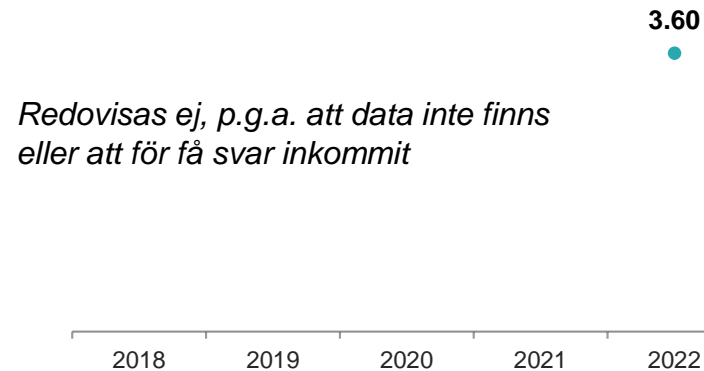 3.60
Redovisas ej, p.g.a. att data inte finns
eller att för få svar inkommit
2018 2019 2020 2021 2022